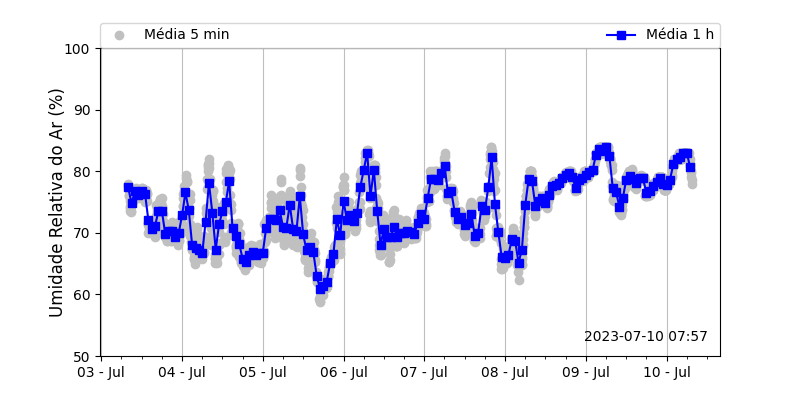 Média 5 min
Média 1 h
100
90
80
70
60
50
Umidade Relativa do Ar (%)
2023-07-10 07:57
03 - Jul
04 - Jul
05 - Jul
06 - Jul
07 - Jul
08 - Jul
09 - Jul
10 - Jul